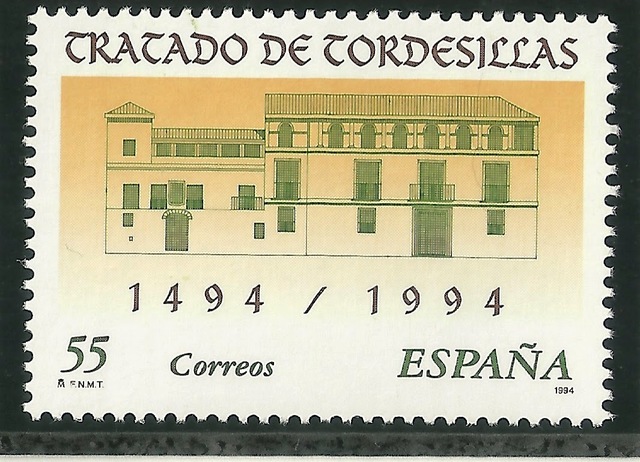 TRATADO DE TORDESILLAS
1494 / 1994
55 Correos ESPAÑA
F.N.M.T. 1994